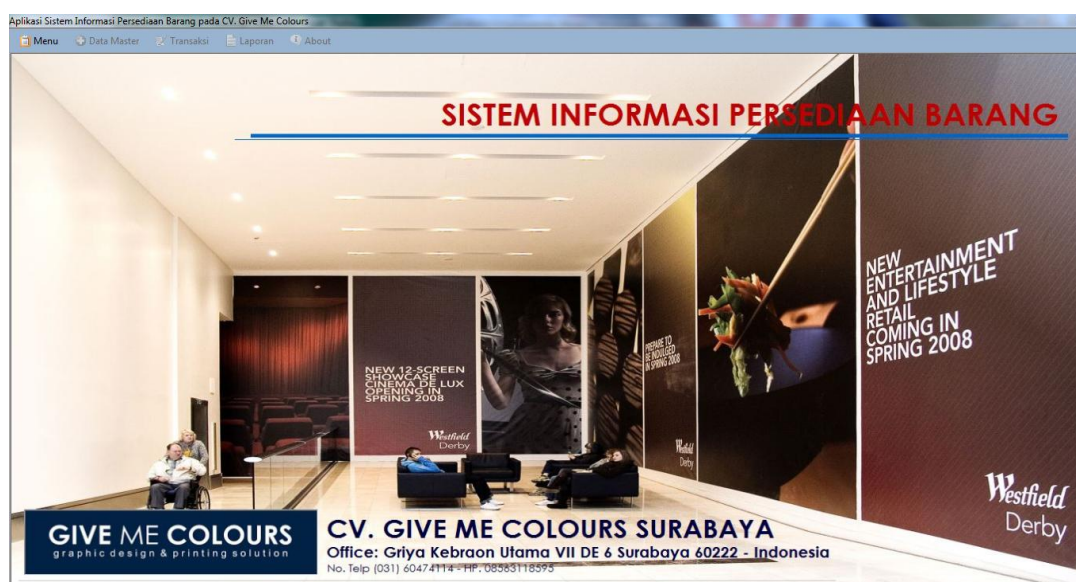 Aplikasi Sistem Informasi Persediaan Barang pada CV. Give Me Colours
Menu Data Master Transaksi Laporan About
SISTEM INFORMASI PERSEDIAAN BARANG
NEW
ENTERTAINMENT
AND LIFESTYLE
RETAIL
COMING IN
SPRING 2008
PREPARE TO
BE INDULGED
IN SPRING 2008
NEW 12-SCREEN
SHOWCASE
CINEMA DE LUX
OPENING IN
SPRING 2008
Westfield
Derby
Westfield
Derby
Westfield
Derby
GIVE ME COLOURS
graphic design & printing solution
CV. GIVE ME COLOURS SURABAYA
Office: Griya Kebraon Utama VII DE 6 Surabaya 60222 - Indonesia
No. Telp (031) 60474114 - HP. 08563118595